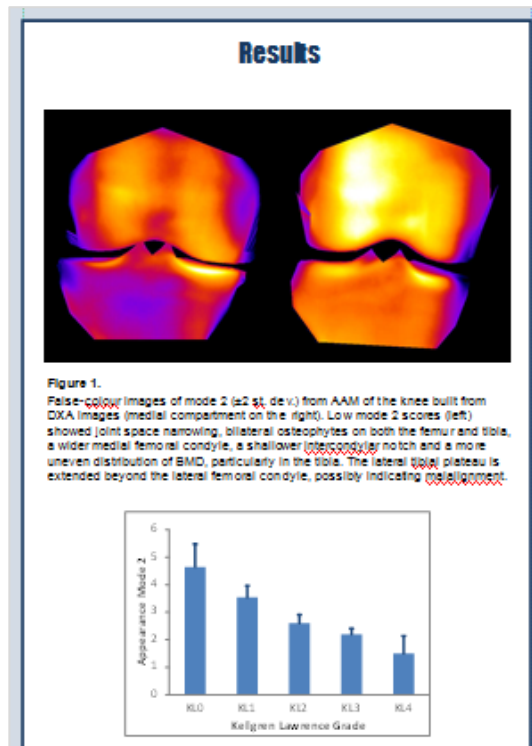 Results
Figure 1.
False-colour images of mode 2 (±2 st. dev.) from AAM of the knee built from
DXA images (medial compartment on the right). Low mode 2 scores (left)
showed joint space narrowing, bilateral osteophytes on both the femur and tibia,
a wider medial femoral condyle, a shallower intercondylar notch and a more
uneven distribution of BMD, particularly in the tibia. The lateral tibial plateau is
extended beyond the lateral femoral condyle, possibly indicating malalignment.
Appearance Mode 2
6
5
4
3
2
1
0
KL0 KL1 KL2 KL3 KL4
Kellgren Lawrence Grade